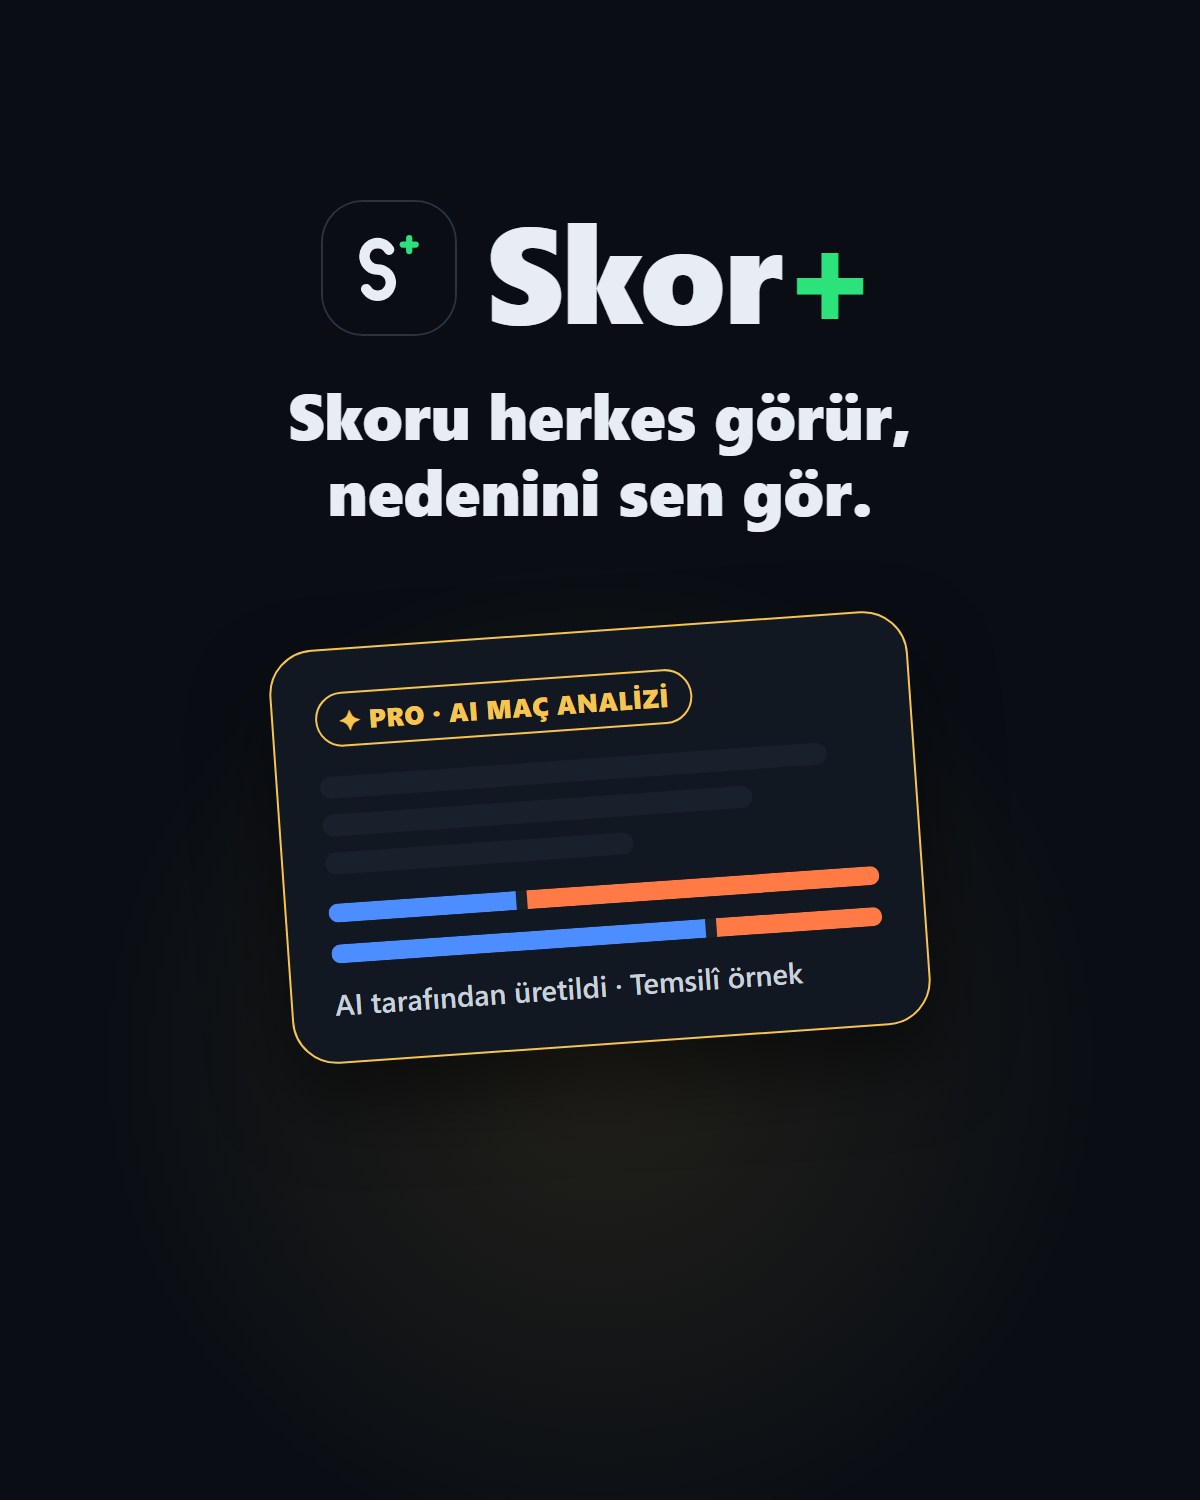 S+ Skor+
Skoru herkes görür,
nedenini sen gör.
✦ PRO · AI MAÇ ANALİZİ
AI tarafından üretildi · Temsilî örnek